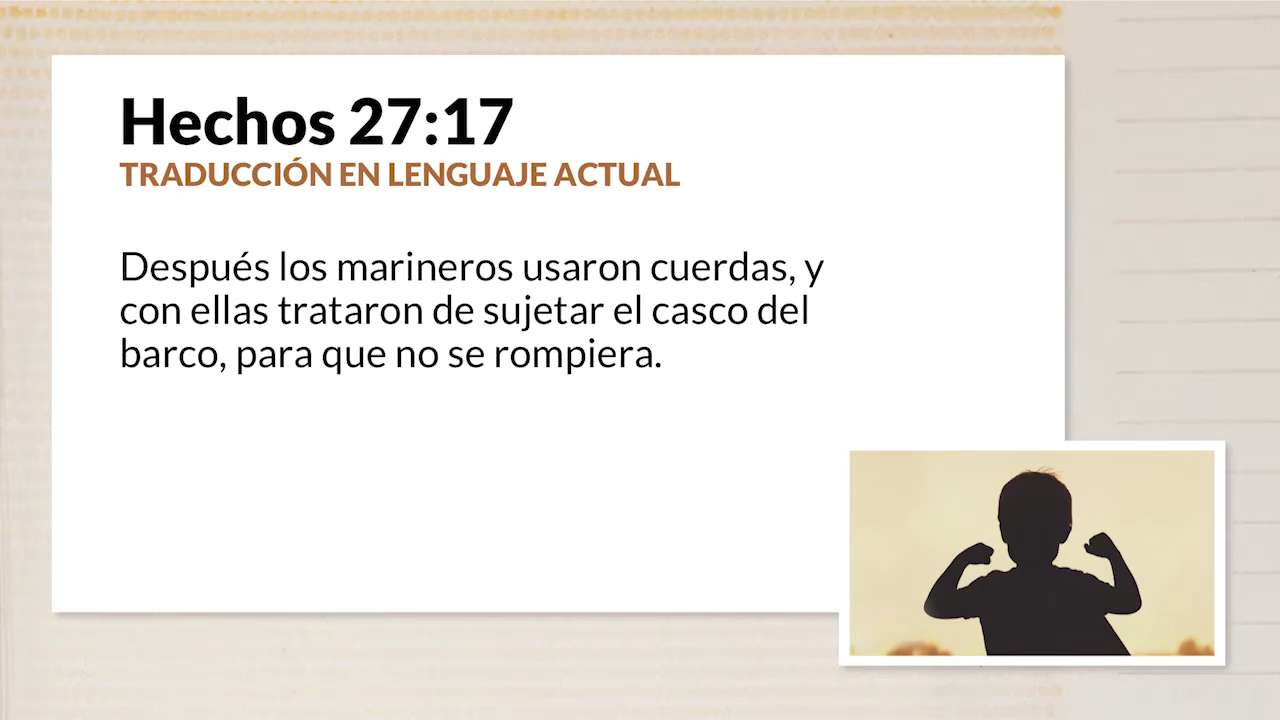 Hechos 27:17
TRADUCCIÓN EN LENGUAJE ACTUAL
Después los marineros usaron cuerdas, y
con ellas trataron de sujetar el casco del
barco, para que no se rompiera.